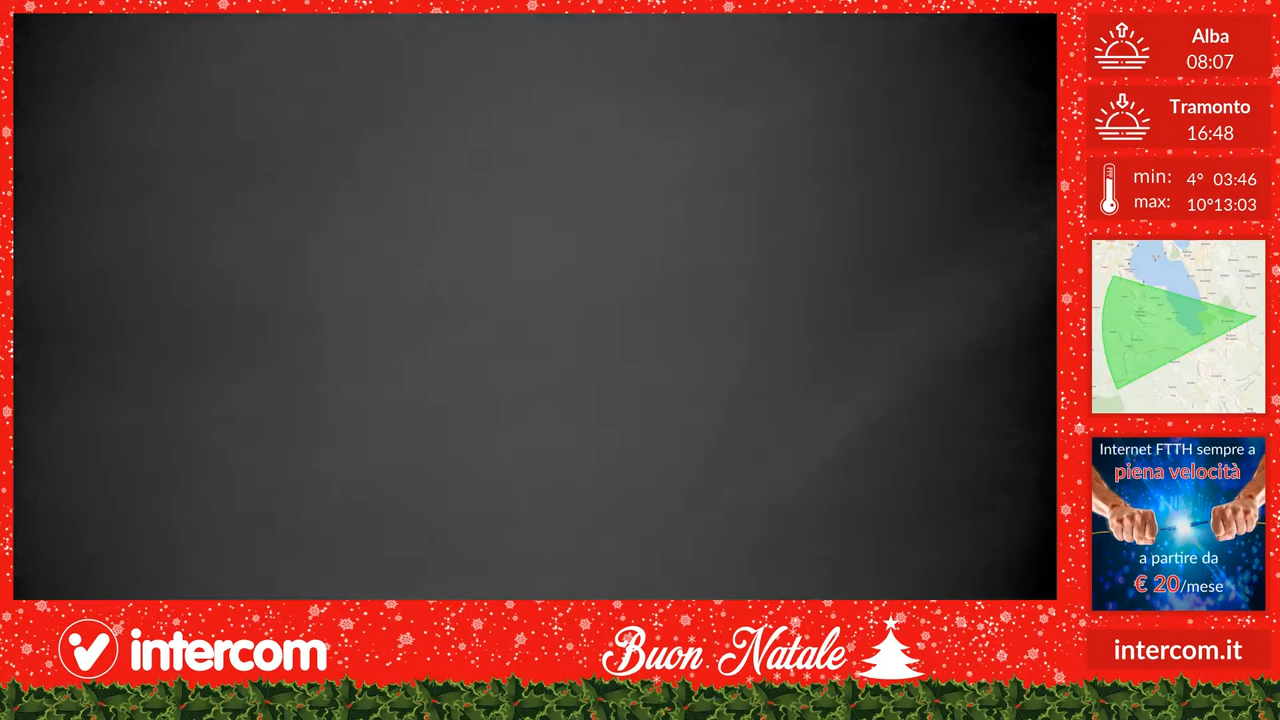 Alba
08:07
Tramonto
16:48
min: 4° 03:46
max: 10°13:03
Internet FTTH sempre a
piena velocità
a partire da
€ 20/mese
intercom
Buon Natale
intercom.it